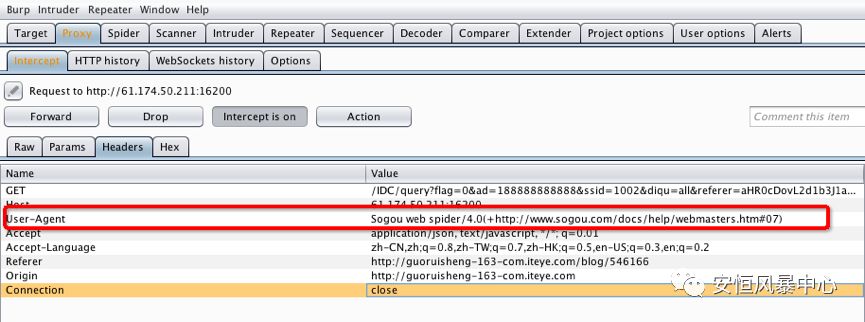 Burp Intruder Repeater Window Help
Target Proxy Spider Scanner Intruder Repeater Sequencer Decoder Comparer Extender Project options User options Alerts
Intercept HTTP history WebSockets history Options
Request to http://61.174.50.211:16200
Forward Drop Intercept is on Action Comment this item
Raw Params Headers Hex
Name Value
GET /IDC/query?flag=0&ad=188888888888&ssid=1002&diqu=all&referer=aHR0cDovL2d1b3J1a...
Host 61.174.50.211:16200
User-Agent Sogou web spider/4.0(+http://www.sogou.com/docs/help/webmasters.htm#07)
Accept application/json, text/javascript, */*; q=0.01
Accept-Language zh-CN,zh;q=0.8,zh-TW;q=0.7,zh-HK;q=0.5,en-US;q=0.3,en;q=0.2
Referer http://guoruisheng-163-com.iteye.com/blog/546166
Origin http://guoruisheng-163-com.iteye.com
Connection close
安恒风暴中心